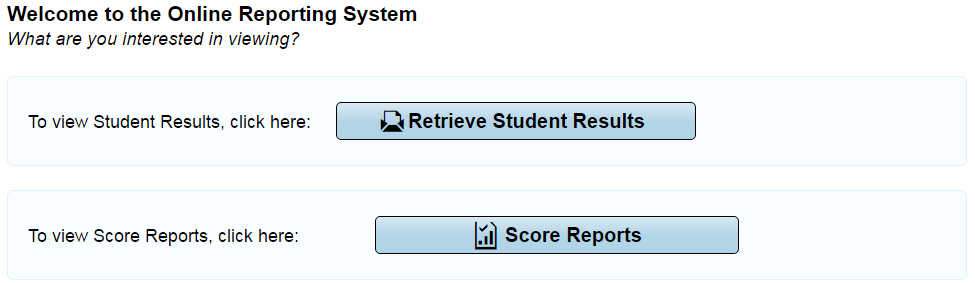 Welcome to the Online Reporting System
What are you interested in viewing?
To view Student Results, click here: Retrieve Student Results
To view Score Reports, click here: Score Reports